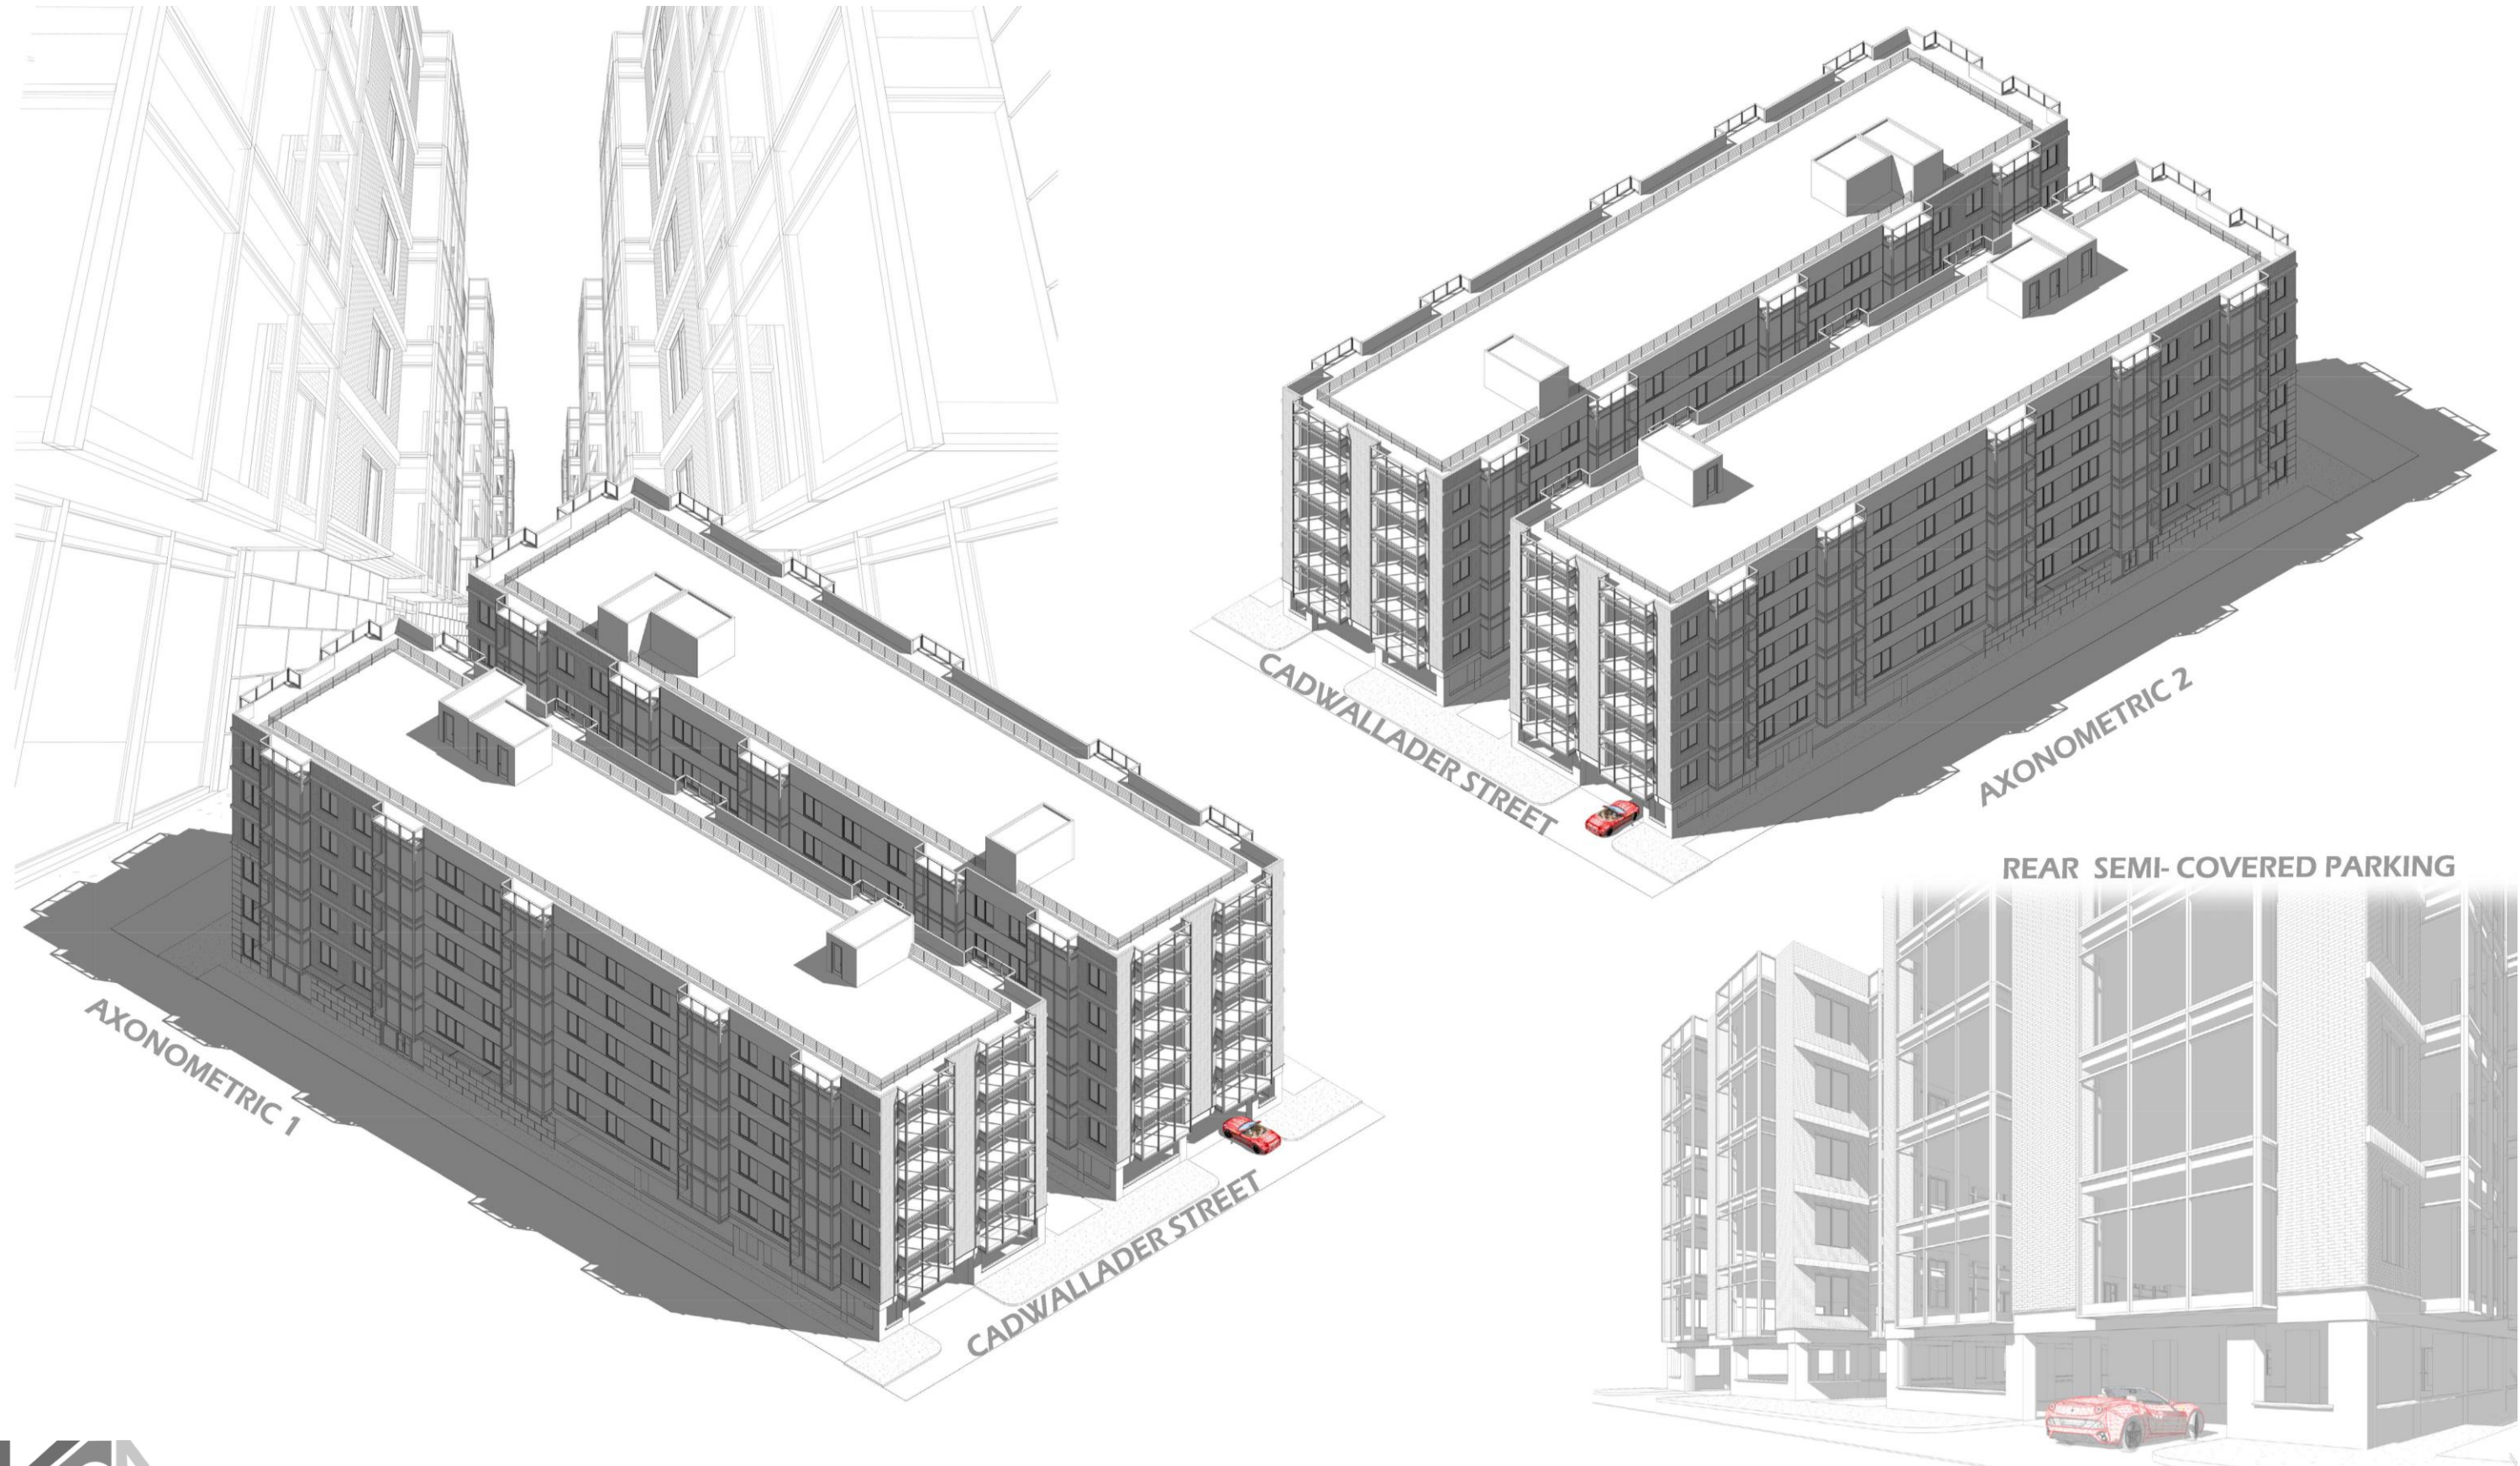 CADWALLADER STREET
AXONOMETRIC 2
REAR SEMI- COVERED PARKING
AXONOMETRIC 1
CADWALLADER STREET